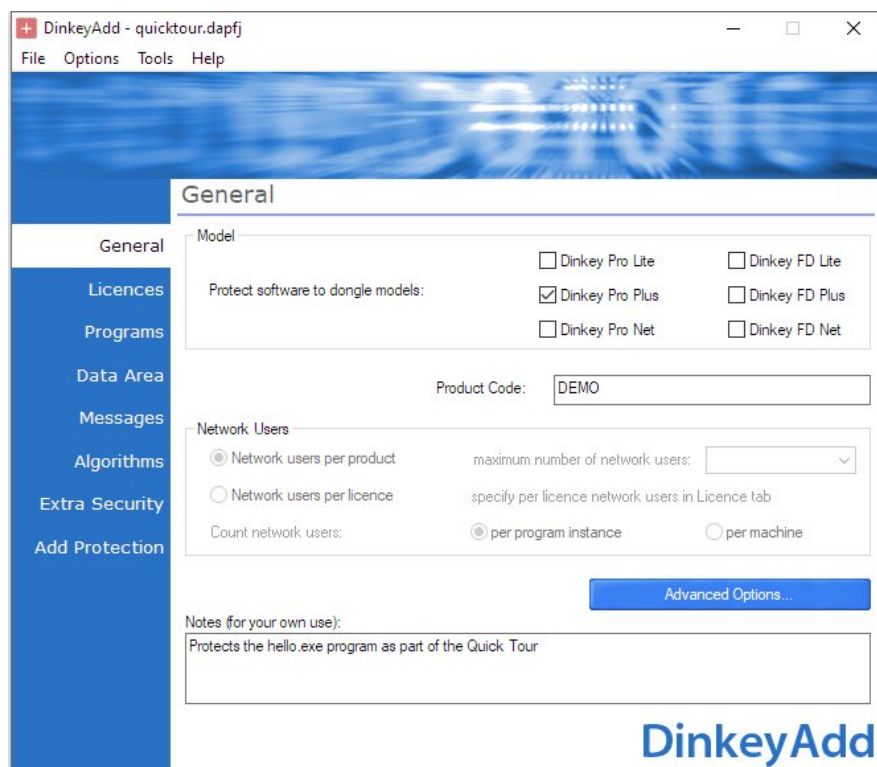 DinkeyAdd - quicktour.dapfj
File Options Tools Help
General
General
Licences
Programs
Data Area
Messages
Algorithms
Extra Security
Add Protection
Model
Protect software to dongle models:
Dinkey Pro Lite
Dinkey FD Lite
Dinkey Pro Plus
Dinkey FD Plus
Dinkey Pro Net
Dinkey FD Net
Product Code: DEMO
Network Users
Network users per product
maximum number of network users:
Network users per licence
specify per licence network users in Licence tab
Count network users:
per program instance
per machine
Advanced Options...
Notes (for your own use):
Protects the hello.exe program as part of the Quick Tour
DinkeyAdd